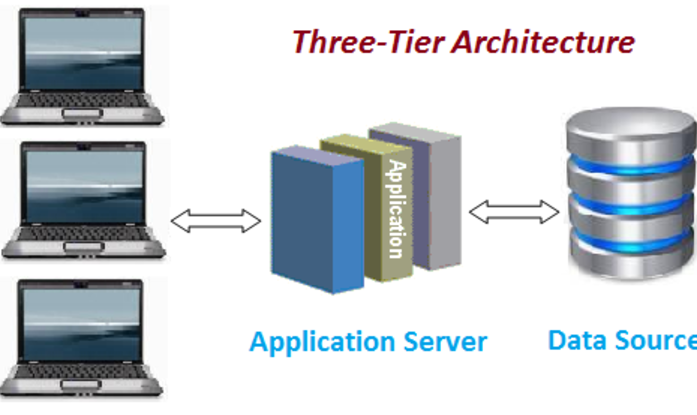 Three-Tier Architecture
Application
Application Server
Data Source